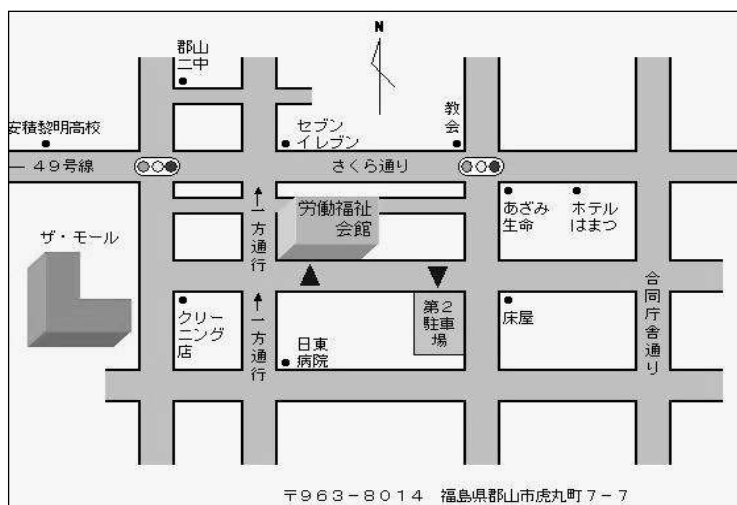 N
郡山
二中
安積黎明高校
セブン
イレブン
教会
49号線
さくら通り
一方通行
労働福祉
会館
あざみ
生命
ホテル
はまつ
ザ・モール
合同庁舎通り
クリー
ニング
店
一方通行
日東
病院
第2
駐車
場
床屋
〒963-8014 福島県郡山市虎丸町7-7